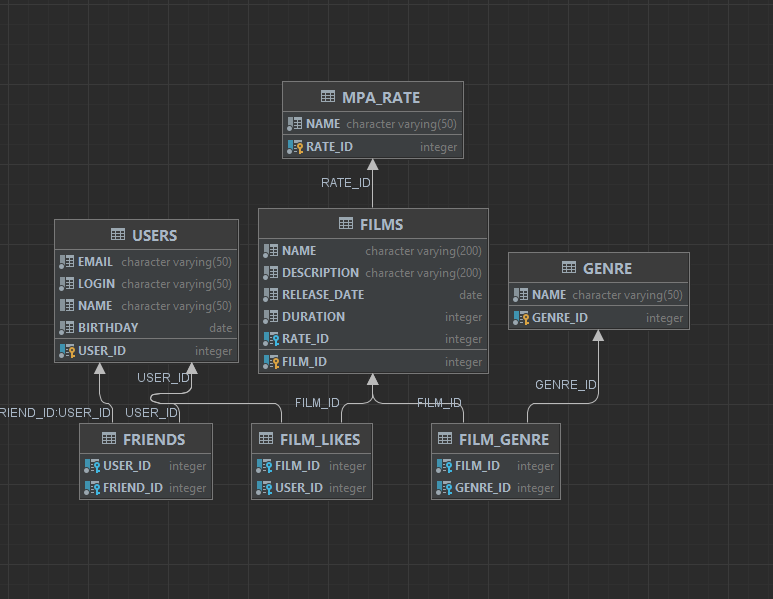 MPA_RATE
NAME character varying(50)
RATE_ID integer
RATE_ID
FILMS
NAME character varying(200)
DESCRIPTION character varying(200)
RELEASE_DATE date
DURATION integer
RATE_ID integer
FILM_ID integer
USERS
EMAIL character varying(50)
LOGIN character varying(50)
NAME character varying(50)
BIRTHDAY date
USER_ID integer
GENRE
NAME character varying(50)
GENRE_ID integer
USER_ID
GENRE_ID
FILM_ID
FILM_ID
RIEND_ID:USER_ID
USER_ID
FRIENDS
USER_ID integer
FRIEND_ID integer
FILM_LIKES
FILM_ID integer
USER_ID integer
FILM_GENRE
FILM_ID integer
GENRE_ID integer